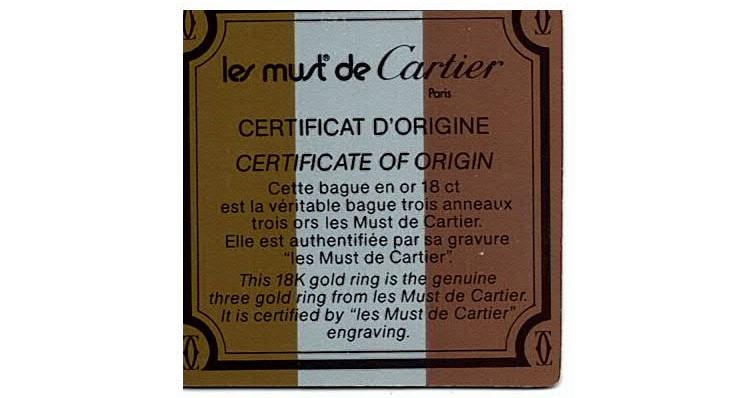 les must® de Cartier
Paris
CERTIFICAT D'ORIGINE
CERTIFICATE OF ORIGIN
Cette bague en or 18 ct
est la véritable bague trois anneaux
trois ors les Must de Cartier.
Elle est authentifiée par sa gravure
"les Must de Cartier".
This 18K gold ring is the genuine
three gold ring from les Must de Cartier.
It is certified by "les Must de Cartier"
engraving.